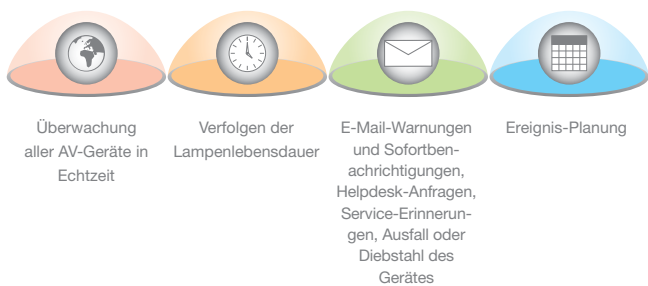 Überwachung
aller AV-Geräte in
Echtzeit
Verfolgen der
Lampenlebensdauer
E-Mail-Warnungen
und Sofortben-
achrichtigungen,
Helpdesk-Anfragen,
Service-Erinnerun-
gen, Ausfall oder
Diebstahl des
Gerätes
Ereignis-Planung